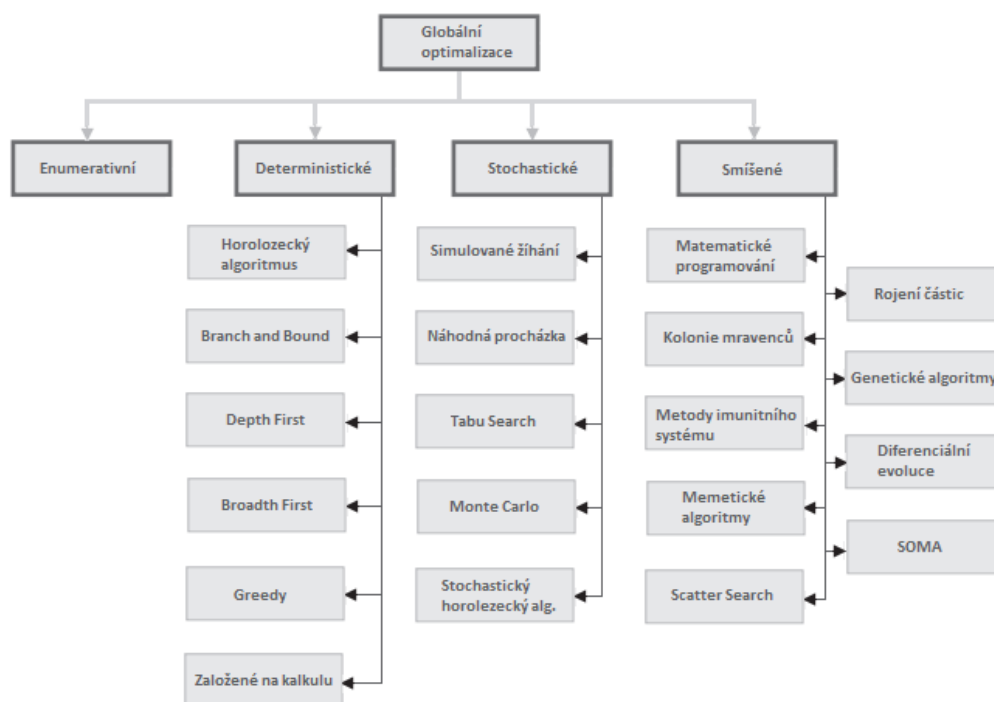 Globální
optimalizace
Enumerativní
Deterministické
Stochastické
Smíšené
Horolozecký
algoritmus
Branch and Bound
Depth First
Broadth First
Greedy
Založené na kalkulu
Simulované žíhání
Náhodná procházka
Tabu Search
Monte Carlo
Stochastický
horolezecký alg.
Matematické
programování
Kolonie mravenců
Metody imunitního
systému
Memetické
algoritmy
Scatter Search
Rojení částic
Genetické algoritmy
Diferenciální
evoluce
SOMA